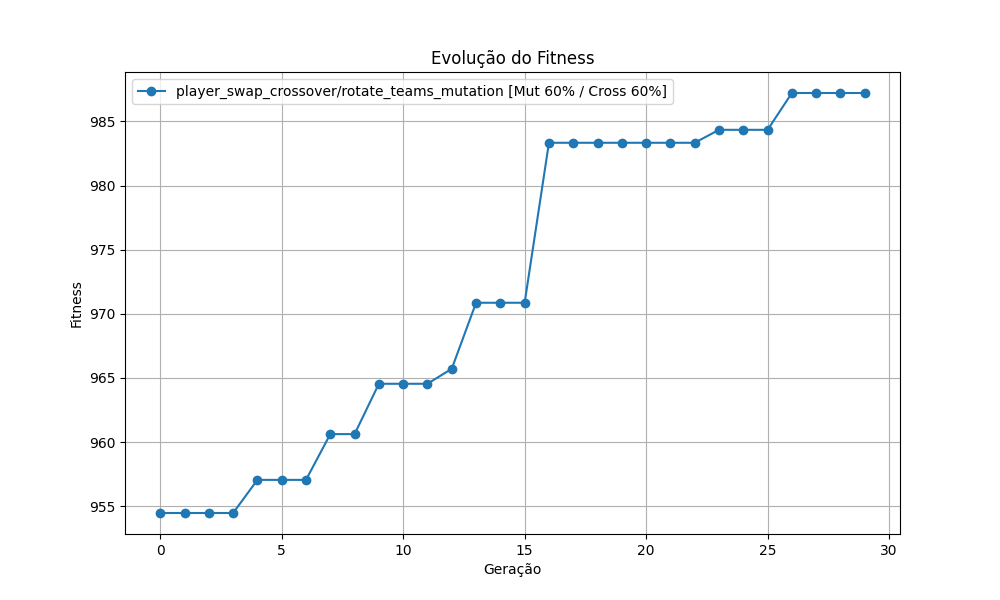 Evolução do Fitness
player_swap_crossover/rotate_teams_mutation [Mut 60% / Cross 60%]
985
980
975
970
965
960
955
Fitness
0 5 10 15 20 25 30
Geração